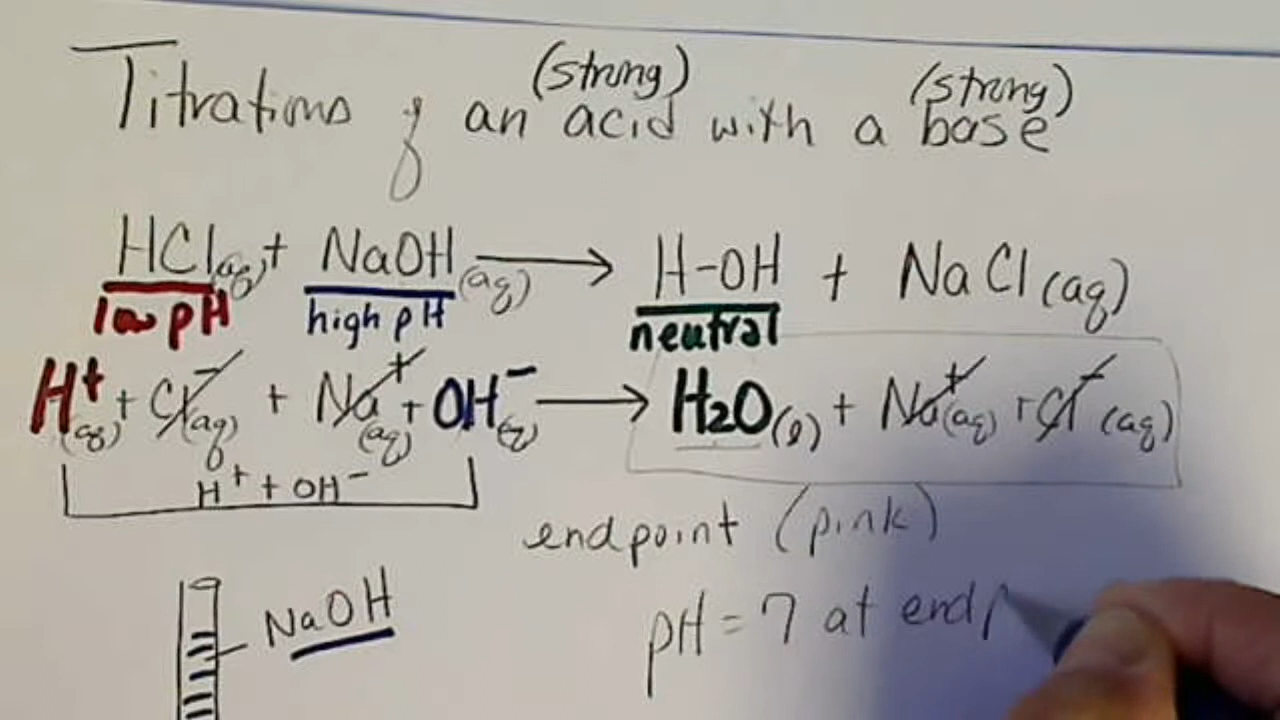 (strong) (strong)
Titrations of an acid with a base
HCl(aq) + NaOH(aq) → H-OH + NaCl(aq)
low pH high pH neutral
H⁺(aq) + Cl⁻(aq) + Na⁺(aq) + OH⁻(aq) → H₂O(l) + Na⁺(aq) + Cl⁻(aq)
H⁺ + OH⁻
endpoint (pink)
NaOH
pH = 7 at endp